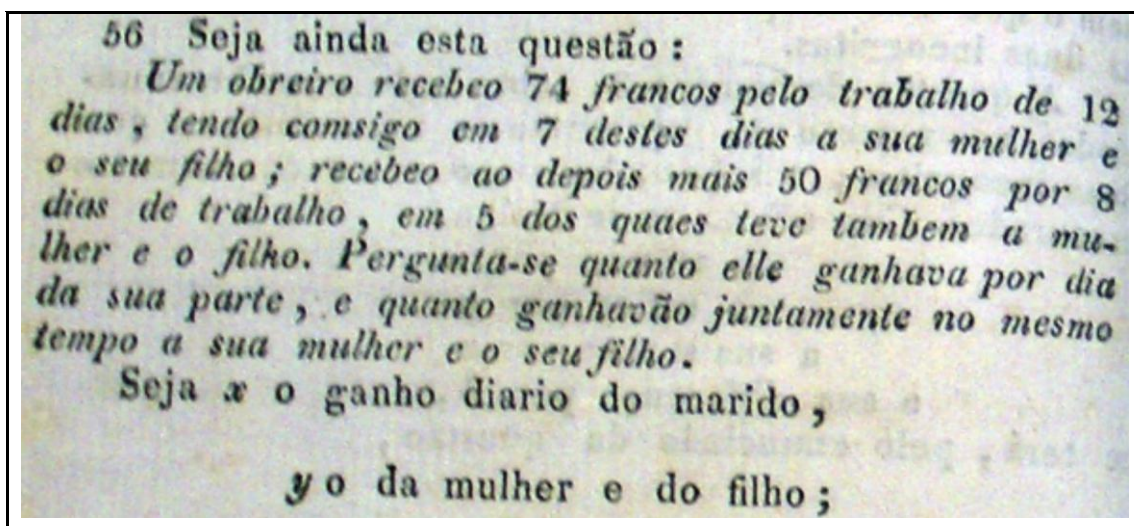 56 Seja ainda esta questão :
Um obreiro recebeo 74 francos pelo trabalho de 12
dias ; tendo comsigo em 7 destes dias a sua mulher e
o seu filho ; recebeo ao depois mais 50 francos por 8
dias de trabalho , em 5 dos quaes teve tambem a mu-
lher e o filho. Pergunta-se quanto elle ganhava por dia
da sua parte , e quanto ganhavão juntamente no mesmo
tempo a sua mulher e o seu filho.
Seja x o ganho diario do marido ,
y o da mulher e do filho ;